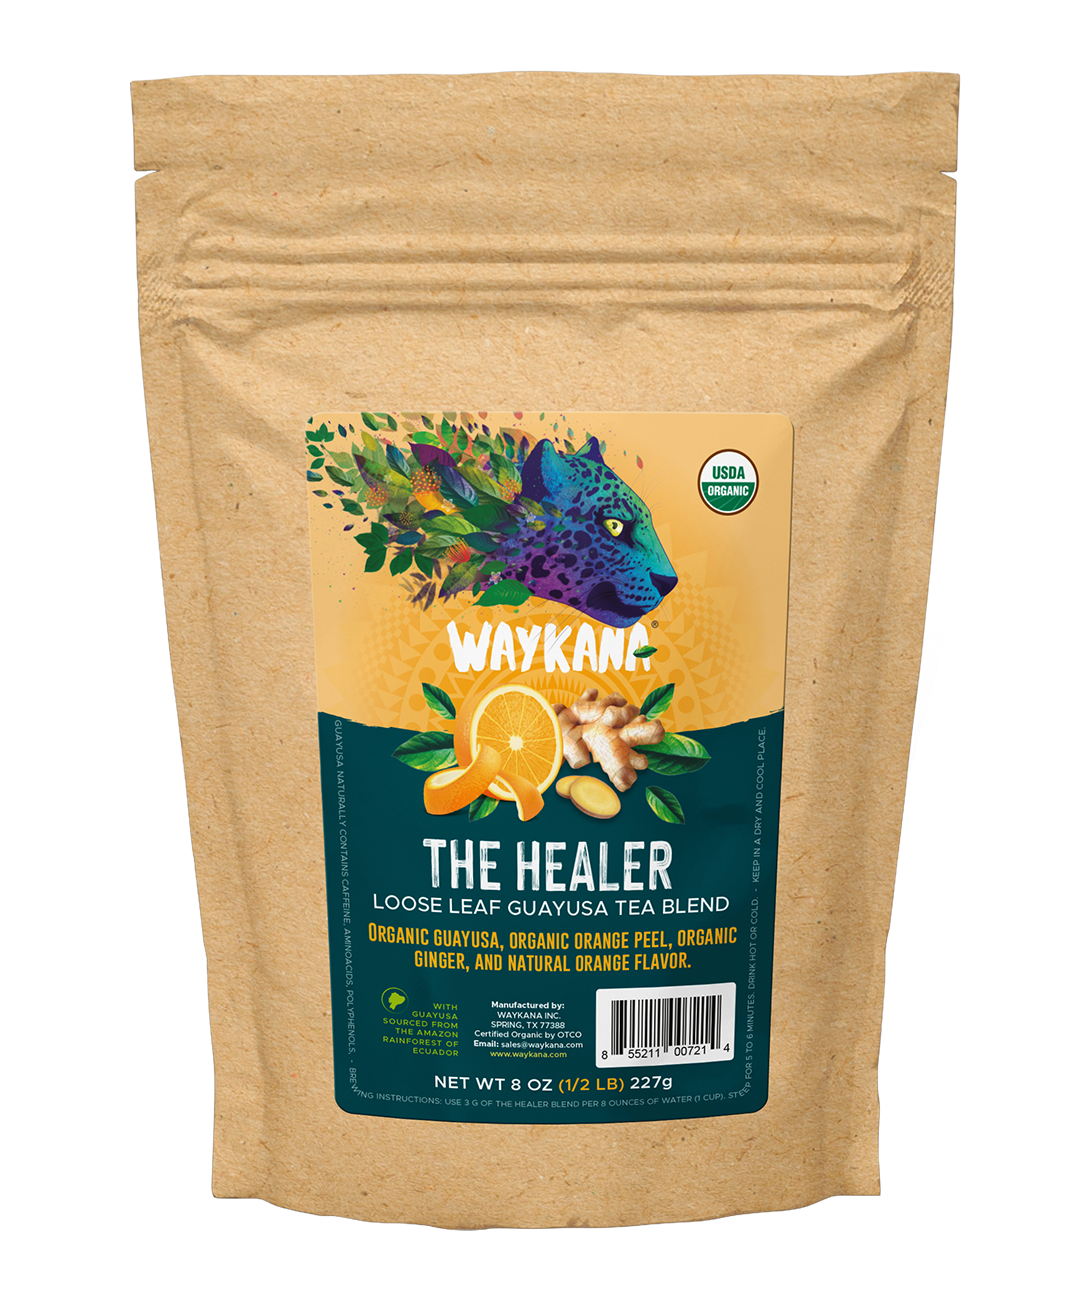 USDA
ORGANIC
WAYKANA®
THE HEALER
LOOSE LEAF GUAYUSA TEA BLEND
ORGANIC GUAYUSA, ORGANIC ORANGE PEEL, ORGANIC
GINGER, AND NATURAL ORANGE FLAVOR.
WITH
GUAYUSA
SOURCED FROM
THE AMAZON
RAINFOREST OF
ECUADOR
Manufactured by:
WAYKANA INC.
SPRING, TX 77388
Certified Organic by OTCO
Email: sales@waykana.com
www.waykana.com
8 55211 00721 4
NET WT 8 OZ (1/2 LB) 227g
GUAYUSA NATURALLY CONTAINS CAFFEINE, AMINOACIDS, POLYPHENOLS. - BREWING INSTRUCTIONS: USE 3 G OF THE HEALER BLEND PER 8 OUNCES OF WATER (1 CUP). STEEP FOR 5 TO 6 MINUTES. DRINK HOT OR COLD. - KEEP IN A DRY AND COOL PLACE.